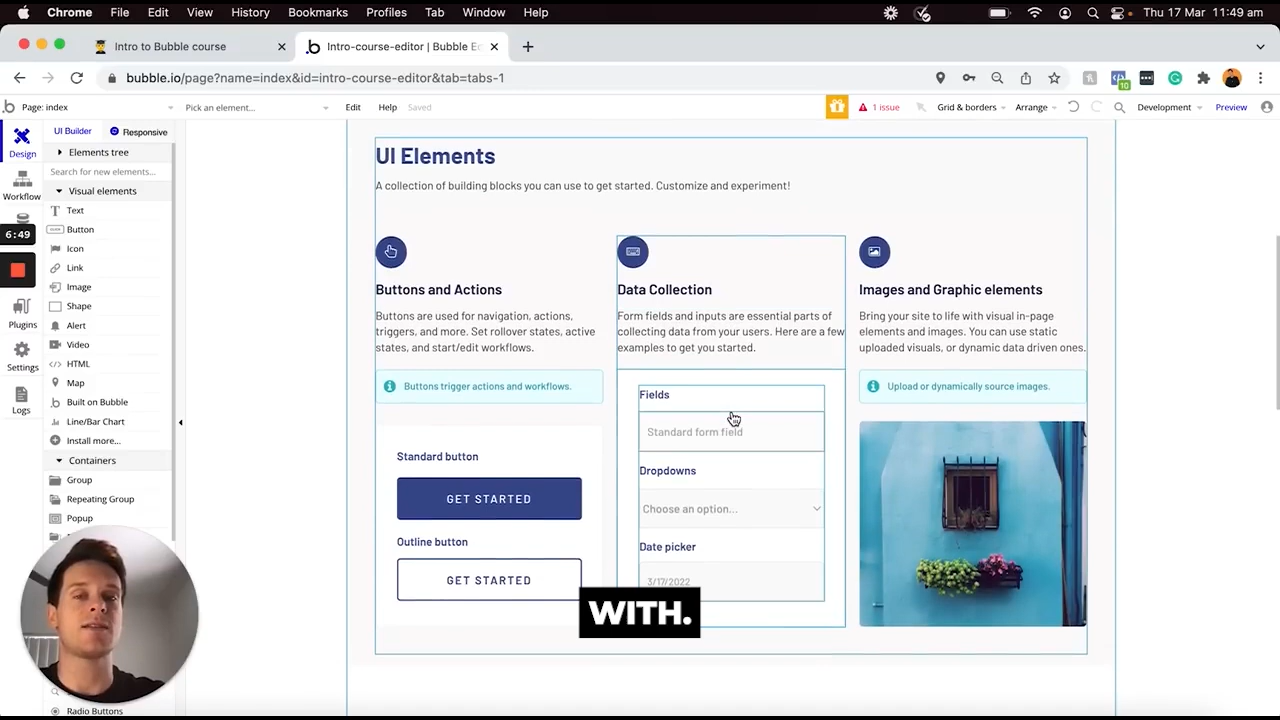 Chrome File Edit View History Bookmarks Profiles Tab Window Help Thu 17 Mar 11:49 am
Intro to Bubble course
Intro-course-editor | Bubble Ed
bubble.io/page?name=index&id=intro-course-editor&tab=tabs-1
10
Page: index
Pick an element...
Edit
Help
Saved
1 issue
Grid & borders
Arrange
Development
Preview
UI Builder
Responsive
Design
Elements tree
Search for new elements...
Workflow
Visual elements
Text
Button
6:49
Icon
Link
Image
Shape
Plugins
Alert
Video
Settings
HTML
Map
Logs
Built on Bubble
Line/Bar Chart
Install more...
Containers
Group
Repeating Group
Popup
Radio Buttons
UI Elements
A collection of building blocks you can use to get started. Customize and experiment!
Buttons and Actions
Buttons are used for navigation, actions,
triggers, and more. Set rollover states, active
states, and start/edit workflows.
Buttons trigger actions and workflows.
Standard button
GET STARTED
Outline button
GET STARTED
Data Collection
Form fields and inputs are essential parts of
collecting data from your users. Here are a few
examples to get you started.
Fields
Standard form field
Dropdowns
Choose an option...
Date picker
3/17/2022
Images and Graphic elements
Bring your site to life with visual in-page
elements and images. You can use static
uploaded visuals, or dynamic data driven ones.
Upload or dynamically source images.
WITH.